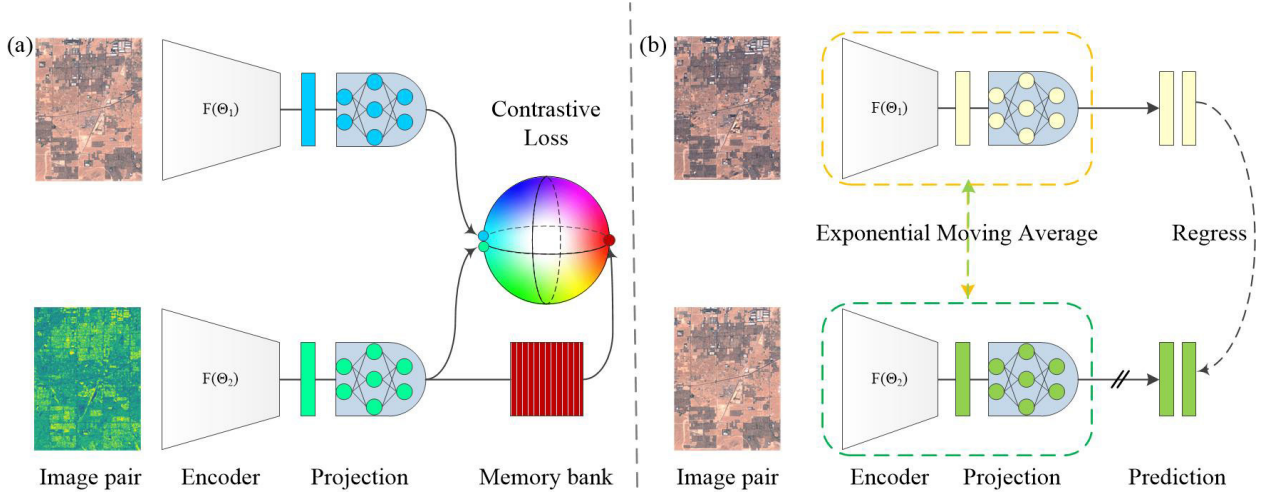 (a)
F(Θ₁)
Contrastive
Loss
F(Θ₂)
Image pair
Encoder
Projection
Memory bank
(b)
F(Θ₁)
Exponential Moving Average
Regress
F(Θ₂)
Image pair
Encoder
Projection
Prediction